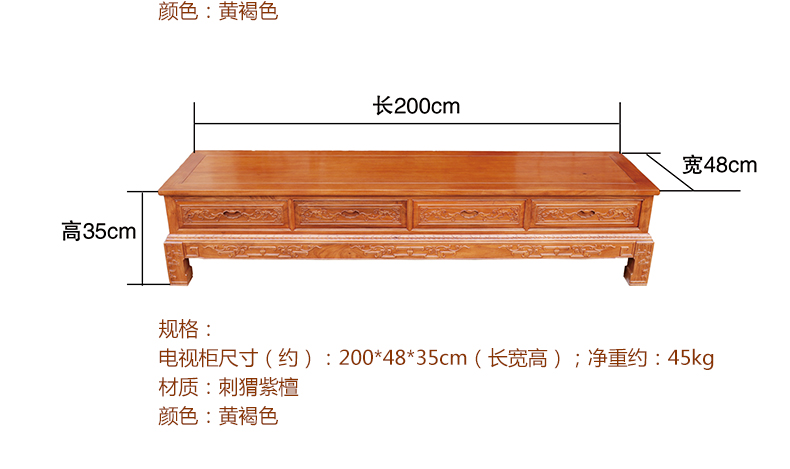 颜色：黄褐色
长200cm
宽48cm
高35cm
规格：
电视柜尺寸（约）：200*48*35cm（长宽高）；净重约：45kg
材质：刺猬紫檀
颜色：黄褐色